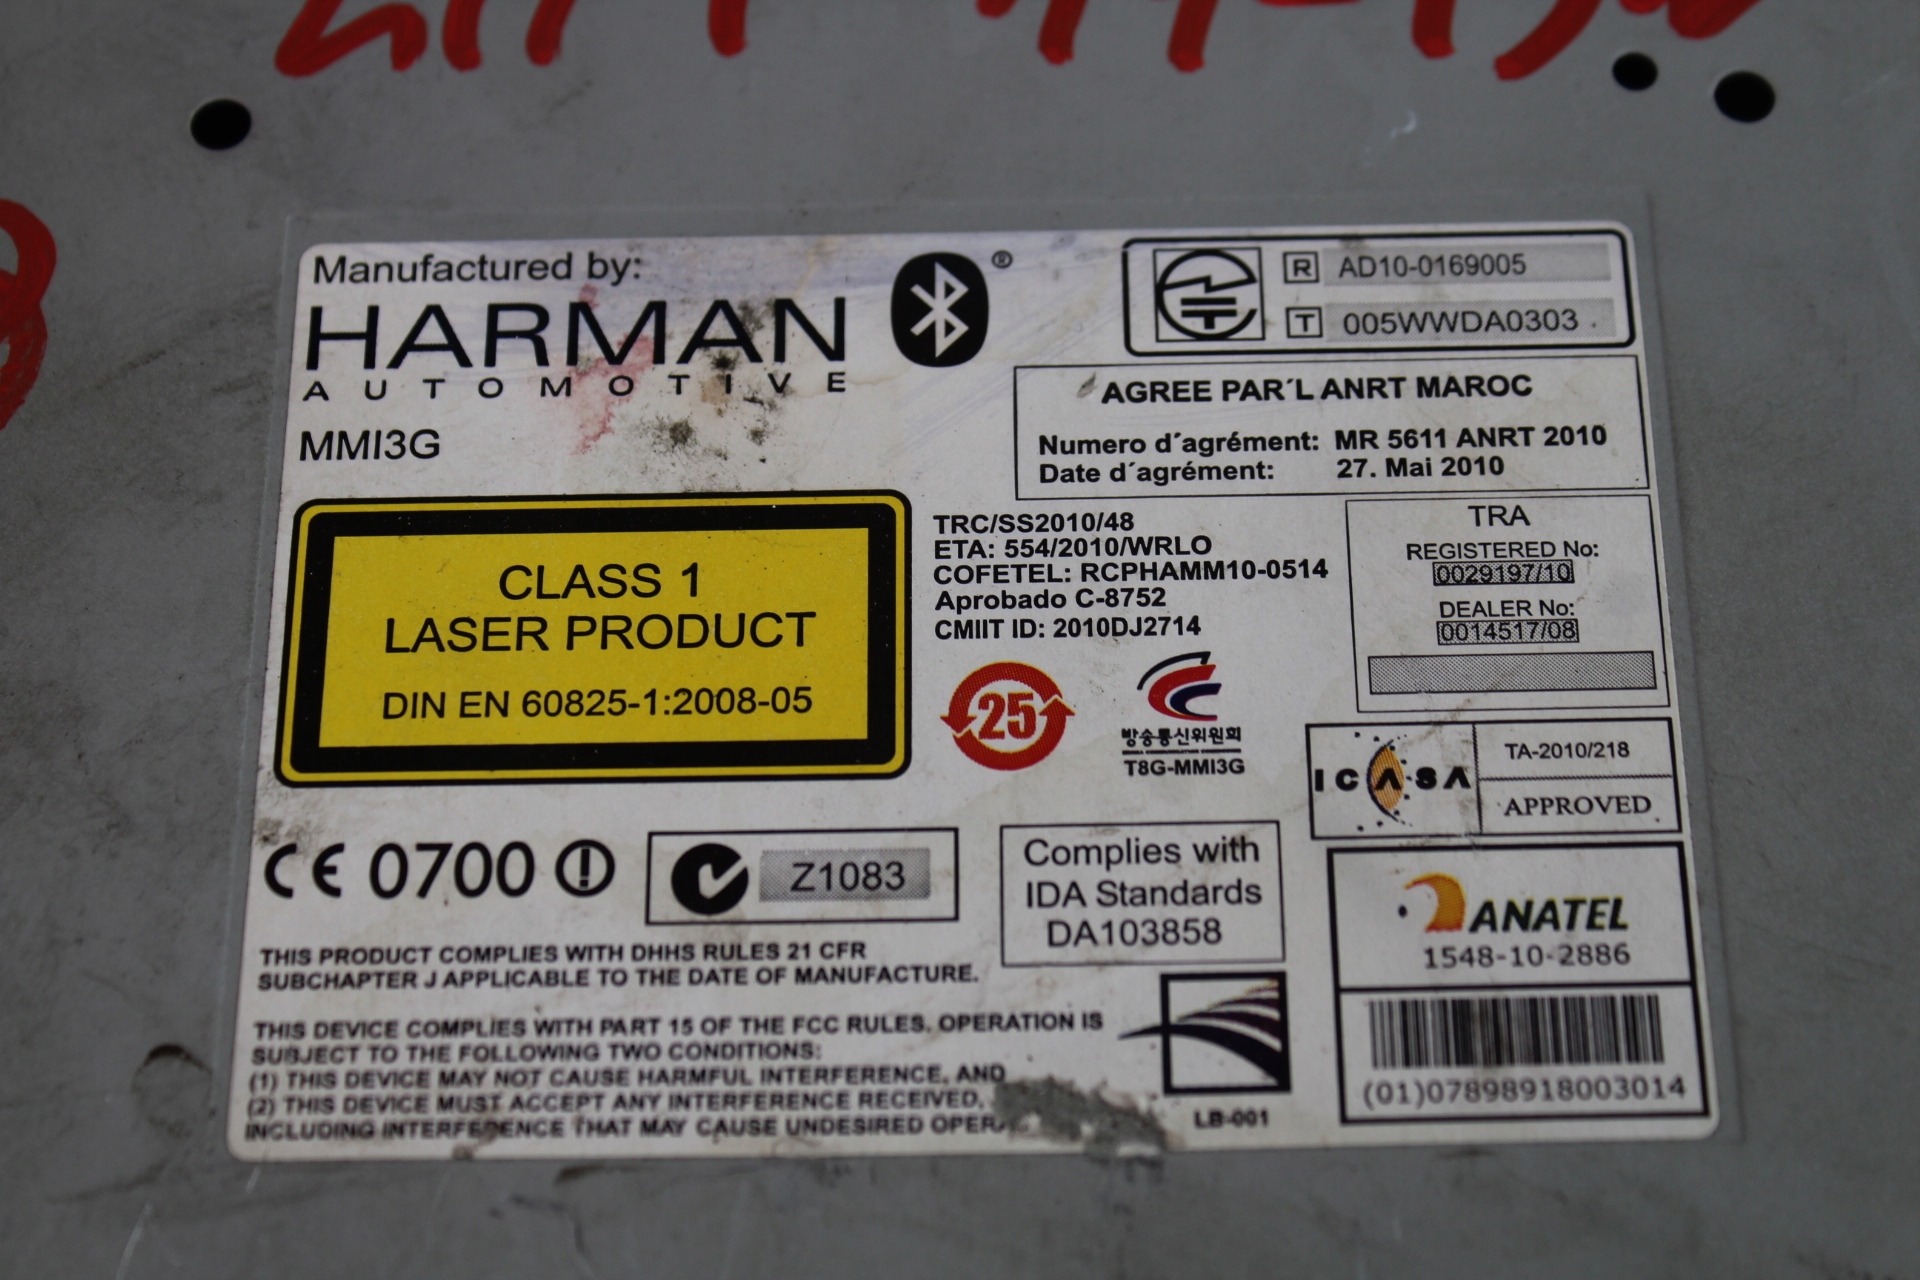 Manufactured by:
HARMAN
AUTOMOTIVE
MMI3G
®
R AD10-0169005
T 005WWDA0303
AGREE PAR´L ANRT MAROC
Numero d´agrément: MR 5611 ANRT 2010
Date d´agrément: 27. Mai 2010
CLASS 1
LASER PRODUCT
DIN EN 60825-1:2008-05
TRC/SS2010/48
ETA: 554/2010/WRLO
COFETEL: RCPHAMM10-0514
Aprobado C-8752
CMIIT ID: 2010DJ2714
TRA
REGISTERED No:
0029197/10
DEALER No:
0014517/08
25
방송통신위원회
T8G-MMI3G
ICASA
TA-2010/218
APPROVED
CE 0700
Z1083
Complies with
IDA Standards
DA103858
ANATEL
1548-10-2886
(01)07898918003014
THIS PRODUCT COMPLIES WITH DHHS RULES 21 CFR
SUBCHAPTER J APPLICABLE TO THE DATE OF MANUFACTURE.
THIS DEVICE COMPLIES WITH PART 15 OF THE FCC RULES. OPERATION IS
SUBJECT TO THE FOLLOWING TWO CONDITIONS:
(1) THIS DEVICE MAY NOT CAUSE HARMFUL INTERFERENCE, AND
(2) THIS DEVICE MUST ACCEPT ANY INTERFERENCE RECEIVED,
INCLUDING INTERFERENCE THAT MAY CAUSE UNDESIRED
LB-001